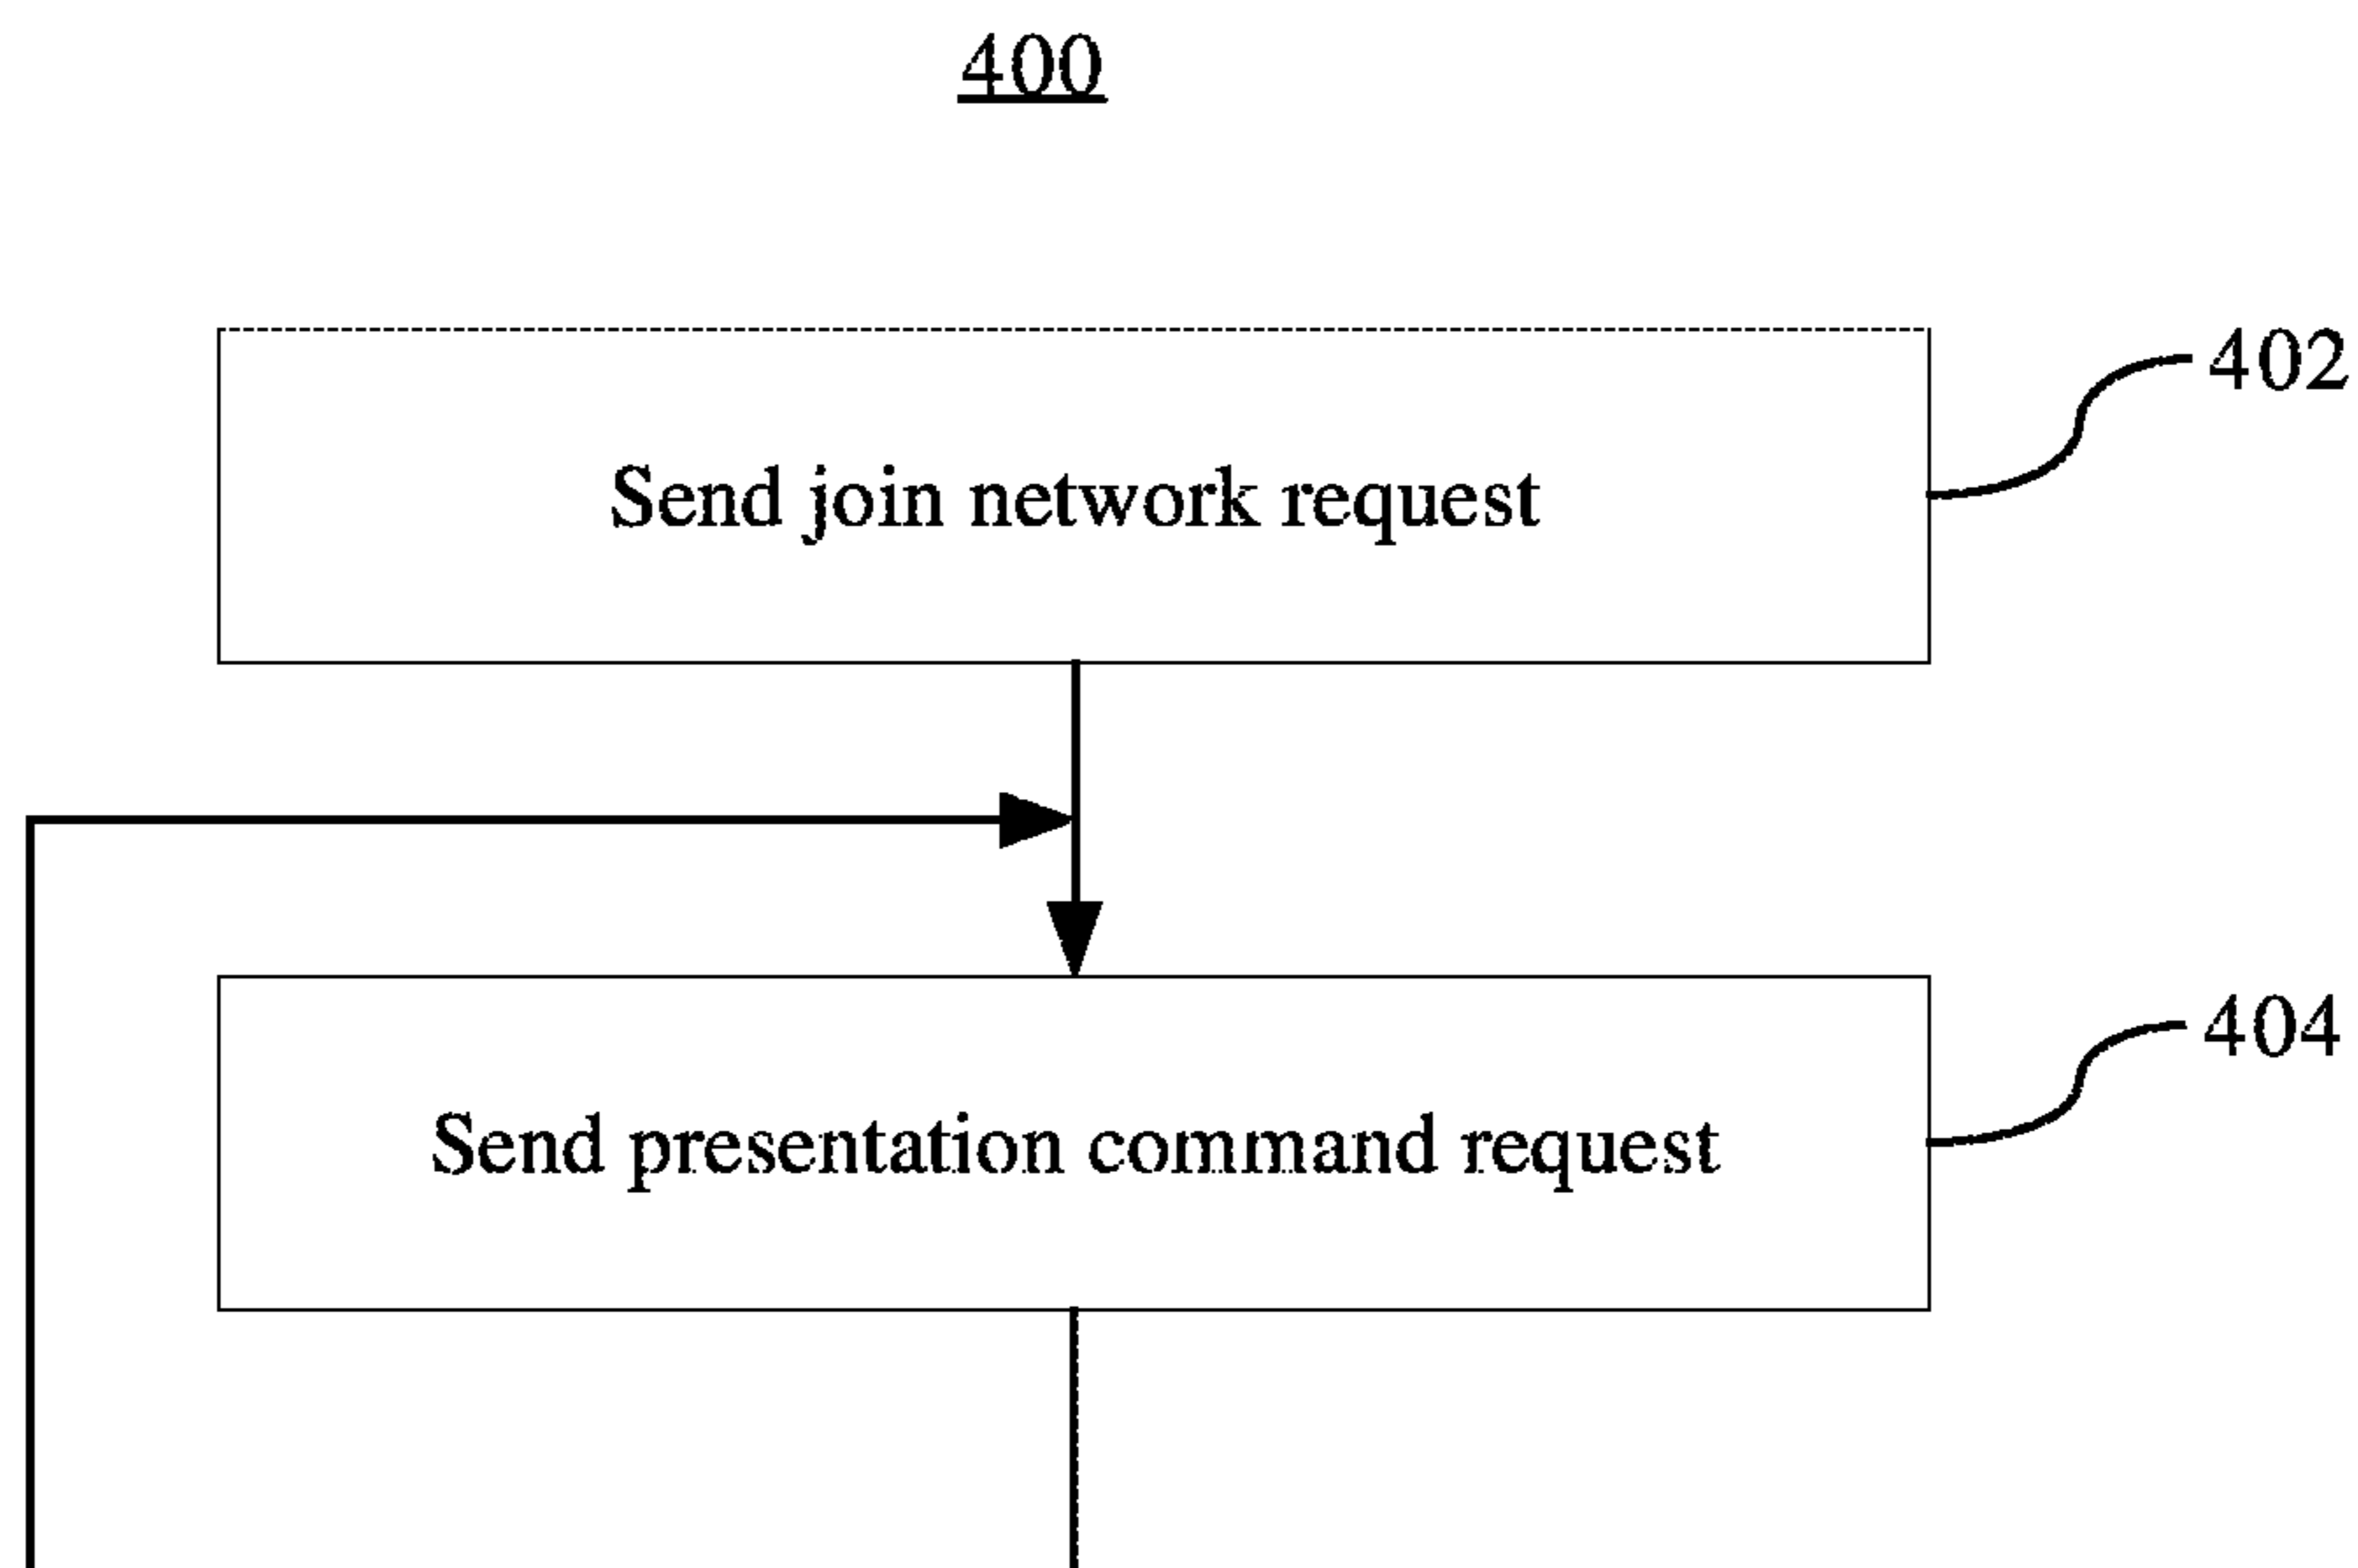 400
402
Send join network request
404
Send presentation command request